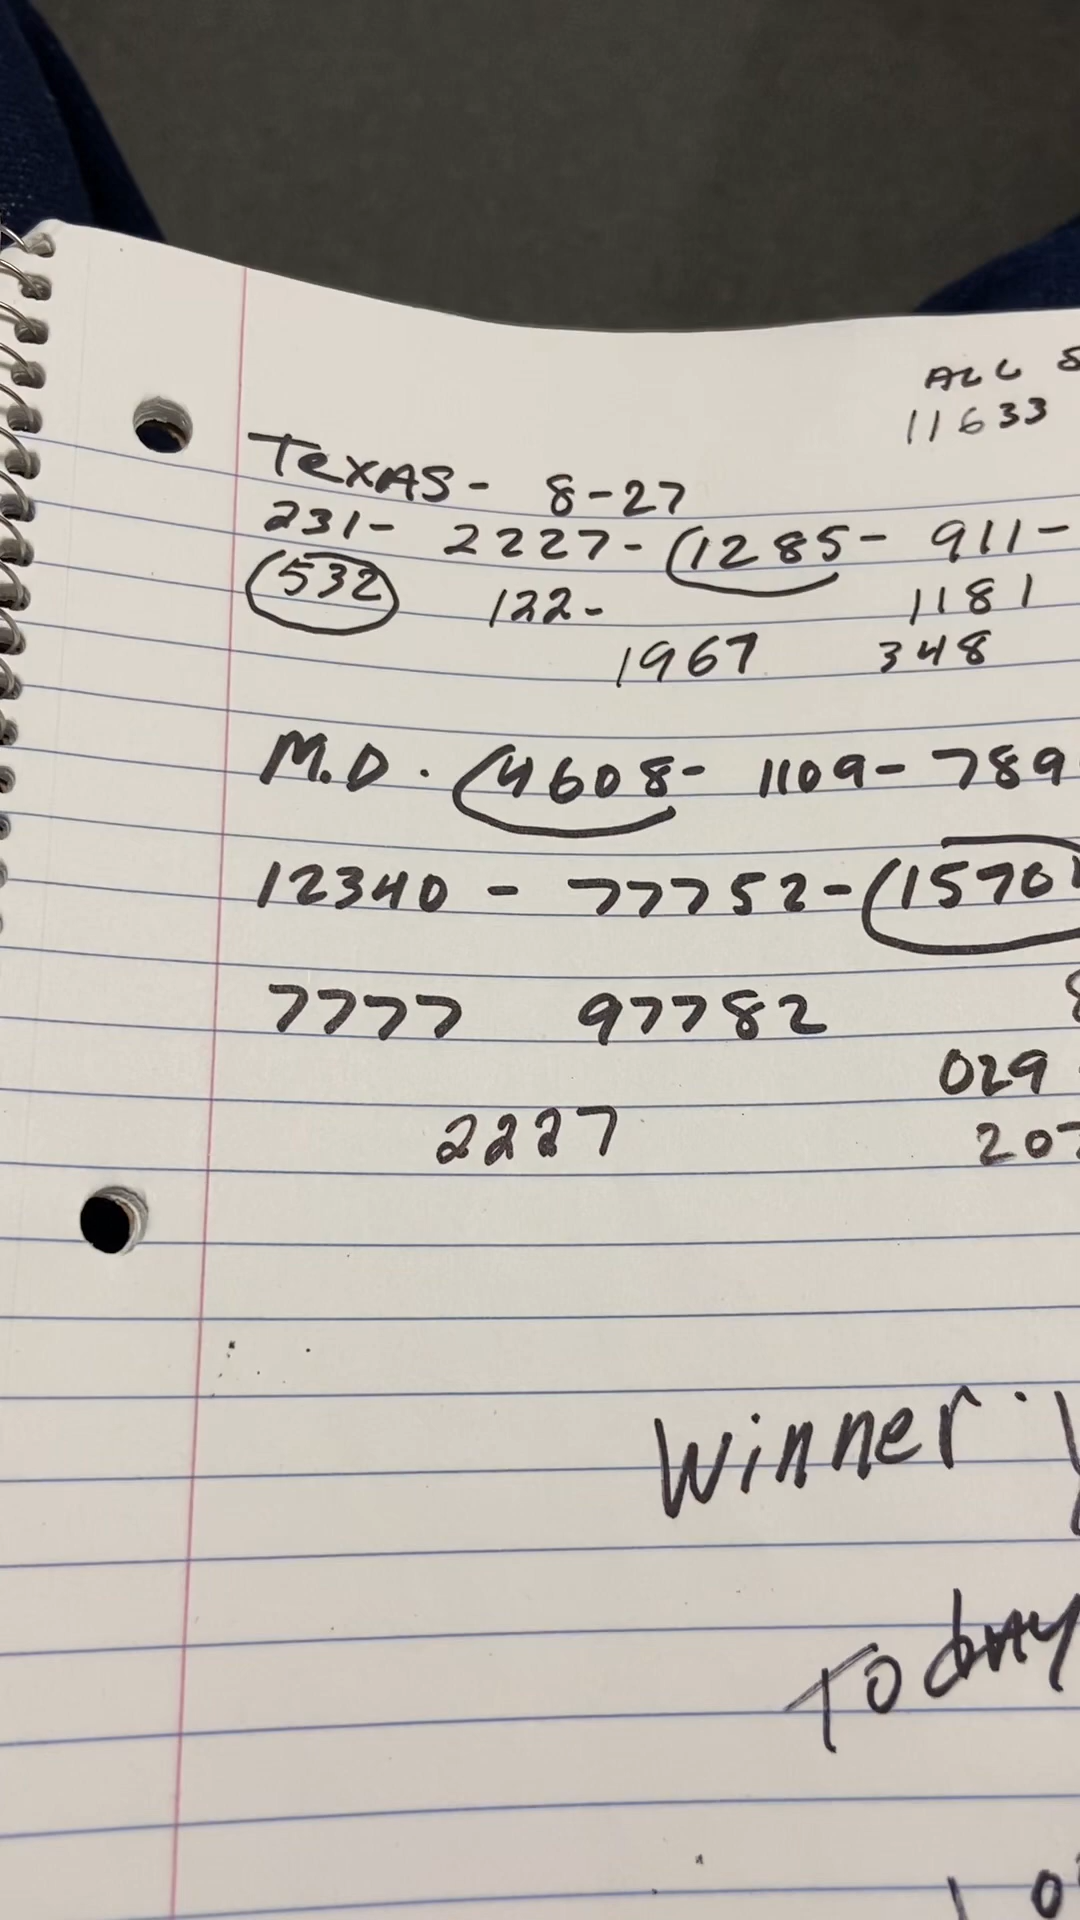 ALL
11633
TEXAS - 8-27
231- 2227- 1285- 911-
532 122- 1181
1967 348
M.D. 4608- 1109- 789
12340 - 77752- 1570
7777 97782
029
2227 207
Winner
Today